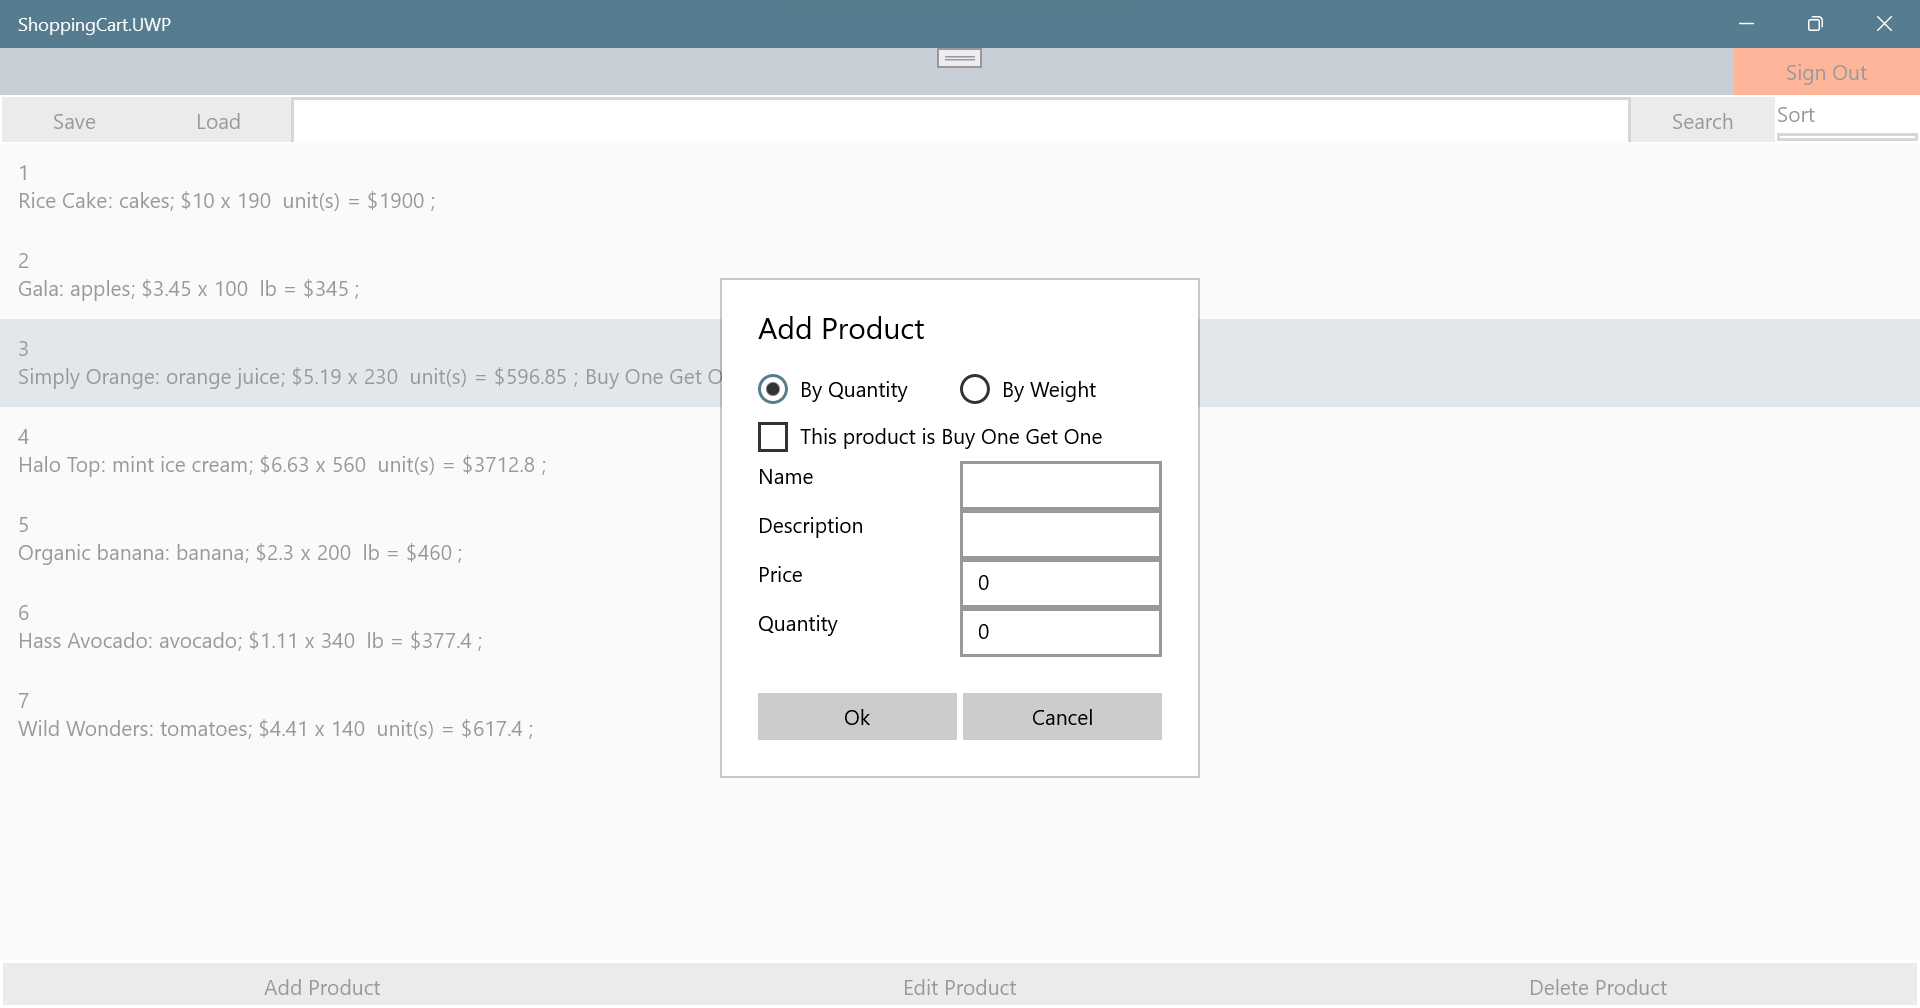 ShoppingCart.UWP
Sign Out
Save Load Search Sort
1
Rice Cake: cakes; $10 x 190  unit(s) = $1900 ;
2
Gala: apples; $3.45 x 100  lb = $345 ;
3
Simply Orange: orange juice; $5.19 x 230  unit(s) = $596.85 ; Buy One Get
4
Halo Top: mint ice cream; $6.63 x 560  unit(s) = $3712.8 ;
5
Organic banana: banana; $2.3 x 200  lb = $460 ;
6
Hass Avocado: avocado; $1.11 x 340  lb = $377.4 ;
7
Wild Wonders: tomatoes; $4.41 x 140  unit(s) = $617.4 ;
Add Product
By Quantity By Weight
This product is Buy One Get One
Name
Description
Price 0
Quantity 0
Ok Cancel
Add Product Edit Product Delete Product